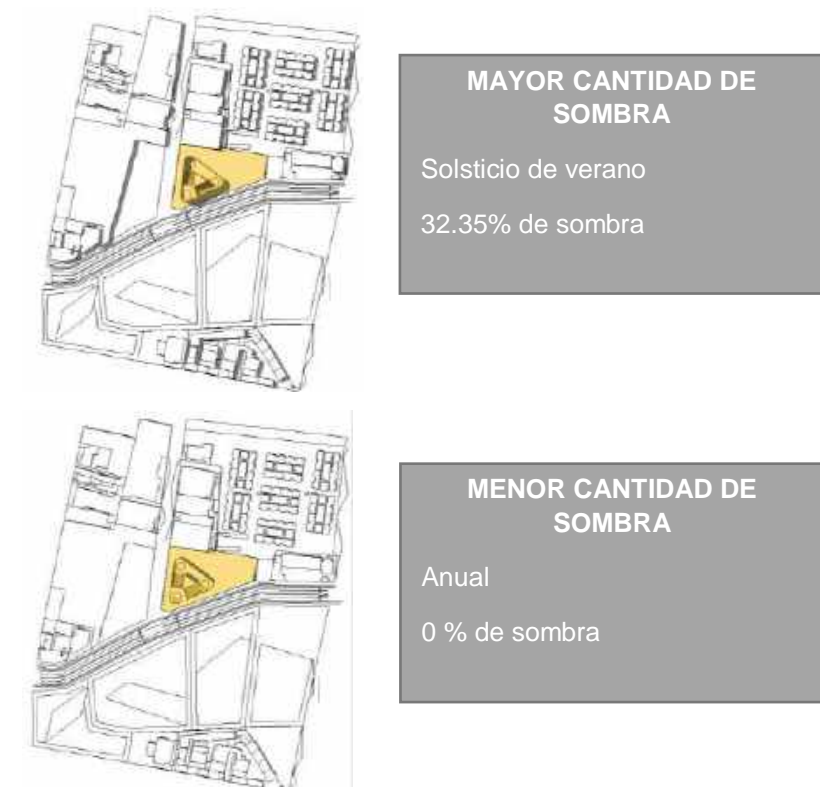 MAYOR CANTIDAD DE
SOMBRA
Solsticio de verano
32.35% de sombra
MENOR CANTIDAD DE
SOMBRA
Anual
0 % de sombra